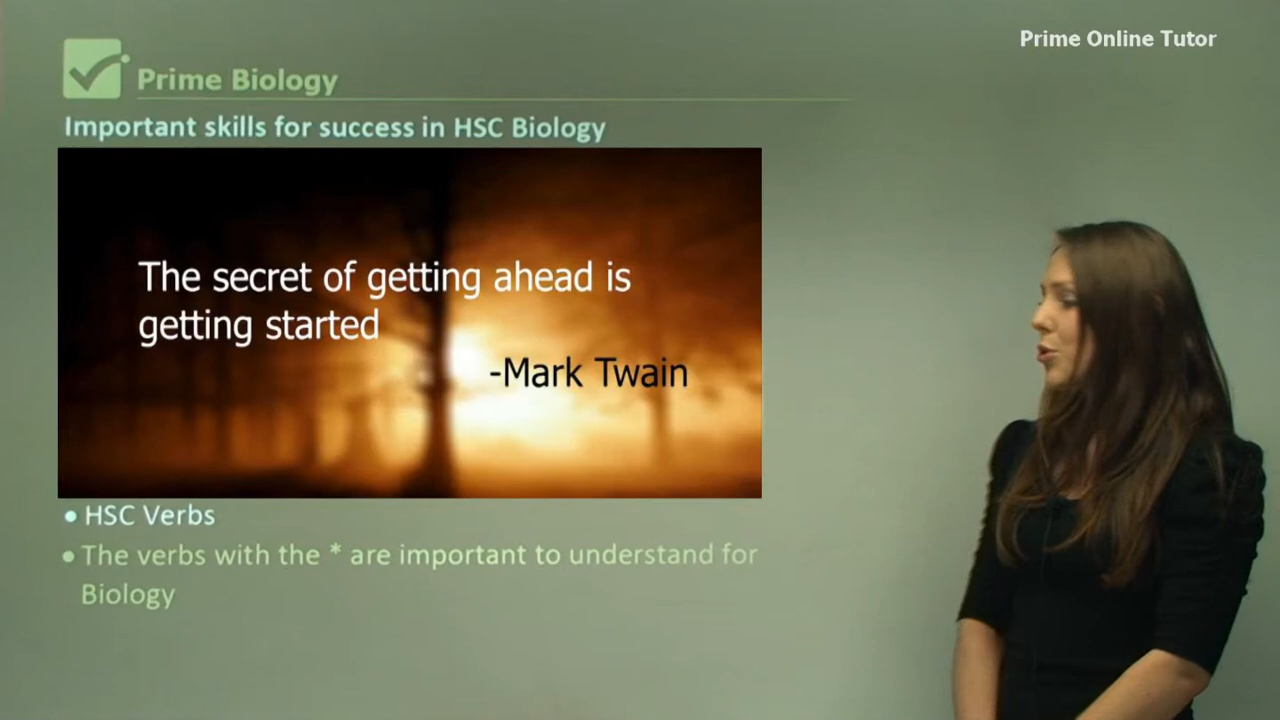 Prime Online Tutor
Prime Biology
Important skills for success in HSC Biology
The secret of getting ahead is
getting started
-Mark Twain
• HSC Verbs
• The verbs with the * are important to understand for
Biology